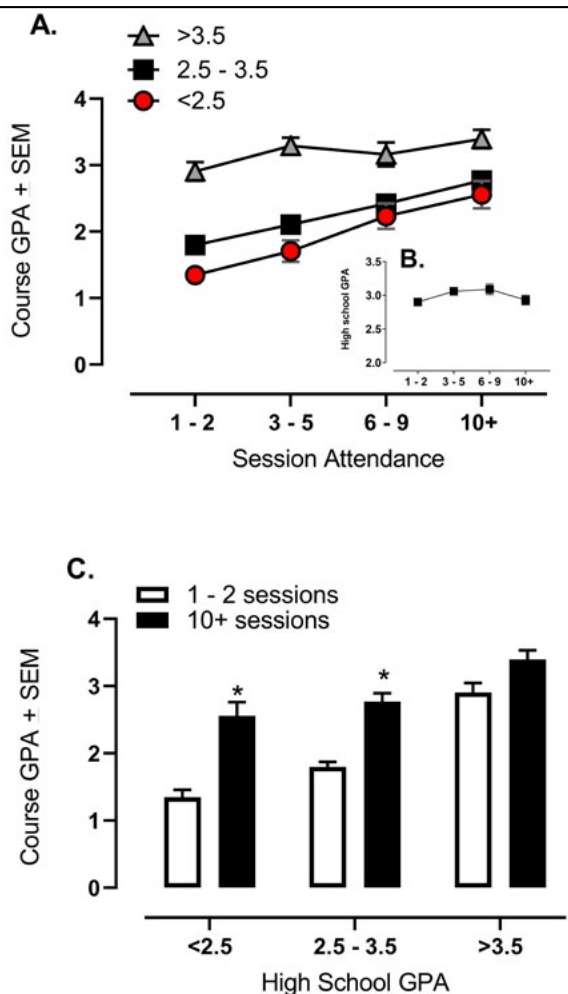 A.
>3.5
2.5 - 3.5
<2.5
Course GPA ± SEM
4
3
2
1
0
1 - 2 3 - 5 6 - 9 10+
Session Attendance
B.
High school GPA
3.5
3.0
2.5
2.0
1 - 2 3 - 5 6 - 9 10+
C.
1 - 2 sessions
10+ sessions
Course GPA ± SEM
4
3
2
1
0
* *
<2.5 2.5 - 3.5 >3.5
High School GPA